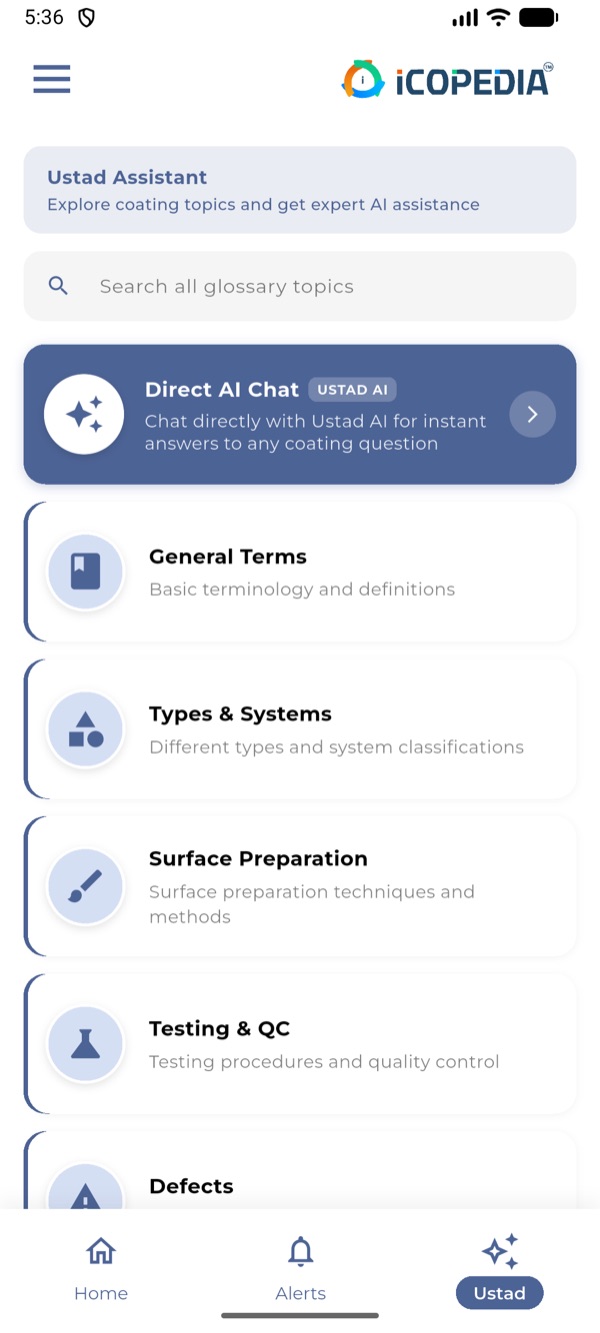 5:36
iCOPEDIA™
Ustad Assistant
Explore coating topics and get expert AI assistance
Search all glossary topics
Direct AI Chat USTAD AI
Chat directly with Ustad AI for instant
answers to any coating question
General Terms
Basic terminology and definitions
Types & Systems
Different types and system classifications
Surface Preparation
Surface preparation techniques and
methods
Testing & QC
Testing procedures and quality control
Defects
Home Alerts Ustad